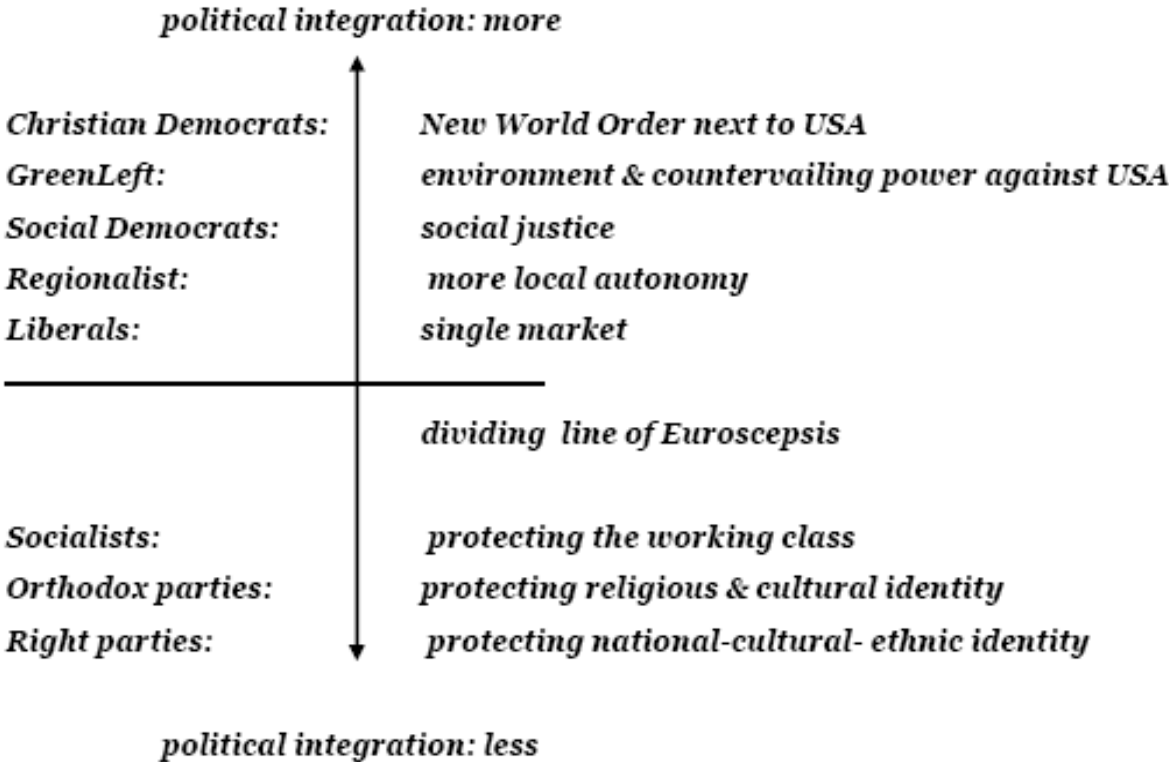 political integration: more
Christian Democrats: New World Order next to USA
GreenLeft: environment & countervailing power against USA
Social Democrats: social justice
Regionalist: more local autonomy
Liberals: single market
dividing line of Euroscepsis
Socialists: protecting the working class
Orthodox parties: protecting religious & cultural identity
Right parties: protecting national-cultural- ethnic identity
political integration: less